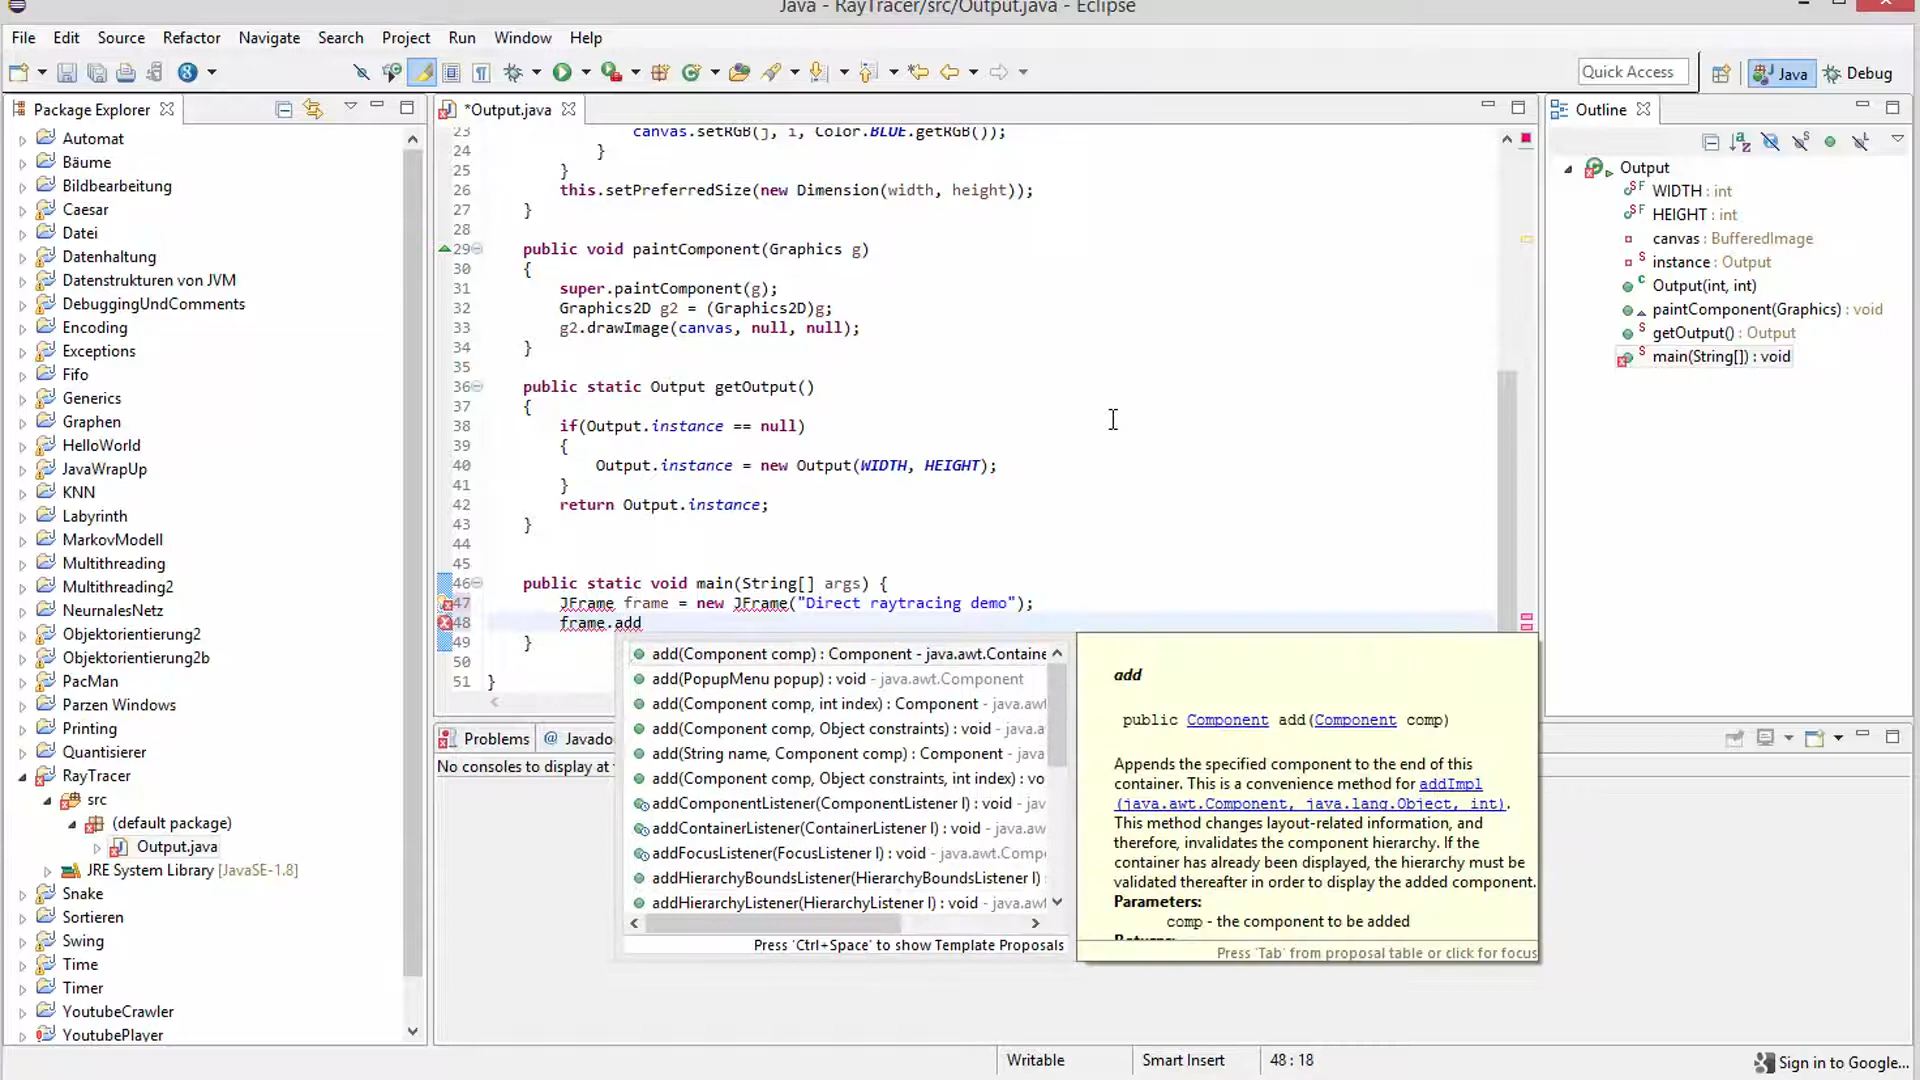 Java - RayTracer/src/Output.java - Eclipse
File Edit Source Refactor Navigate Search Project Run Window Help
Quick Access
Java
Debug
Package Explorer
Automat
Bäume
Bildbearbeitung
Caesar
Datei
Datenhaltung
Datenstrukturen von JVM
DebuggingUndComments
Encoding
Exceptions
Fifo
Generics
Graphen
HelloWorld
JavaWrapUp
KNN
Labyrinth
MarkovModell
Multithreading
Multithreading2
NeurnalesNetz
Objektorientierung2
Objektorientierung2b
PacMan
Parzen Windows
Printing
Quantisierer
RayTracer
src
(default package)
Output.java
JRE System Library [JavaSE-1.8]
Snake
Sortieren
Swing
Time
Timer
YoutubeCrawler
YoutubePlayer
*Output.java
23 canvas.setRGB(j, i, Color.BLUE.getRGB());
24 }
25 }
26 this.setPreferredSize(new Dimension(width, height));
27 }
28
29 public void paintComponent(Graphics g)
30 {
31 super.paintComponent(g);
32 Graphics2D g2 = (Graphics2D)g;
33 g2.drawImage(canvas, null, null);
34 }
35
36 public static Output getOutput()
37 {
38 if(Output.instance == null)
39 {
40 Output.instance = new Output(WIDTH, HEIGHT);
41 }
42 return Output.instance;
43 }
44
45
46 public static void main(String[] args) {
47 JFrame frame = new JFrame("Direct raytracing demo");
48 frame.add
49 }
50
51 }
add(Component comp) : Component - java.awt.Containe
add(PopupMenu popup) : void - java.awt.Component
add(Component comp, int index) : Component - java.awt
add(Component comp, Object constraints) : void - java.a
add(String name, Component comp) : Component - java
add(Component comp, Object constraints, int index) : vo
addComponentListener(ComponentListener l) : void - jav
addContainerListener(ContainerListener l) : void - java.aw
addFocusListener(FocusListener l) : void - java.awt.Compo
addHierarchyBoundsListener(HierarchyBoundsListener l)
addHierarchyListener(HierarchyListener l) : void - java.awt
Press 'Ctrl+Space' to show Template Proposals
add
public Component add(Component comp)
Appends the specified component to the end of this
container. This is a convenience method for addImpl
(java.awt.Component, java.lang.Object, int).
This method changes layout-related information, and
therefore, invalidates the component hierarchy. If the
container has already been displayed, the hierarchy must be
validated thereafter in order to display the added component.
Parameters:
comp - the component to be added
Press 'Tab' from proposal table or click for focus
Problems @ Javado
No consoles to display at
Outline
Output
WIDTH : int
HEIGHT : int
canvas : BufferedImage
instance : Output
Output(int, int)
paintComponent(Graphics) : void
getOutput() : Output
main(String[]) : void
Writable
Smart Insert
48 : 18
Sign in to Google...